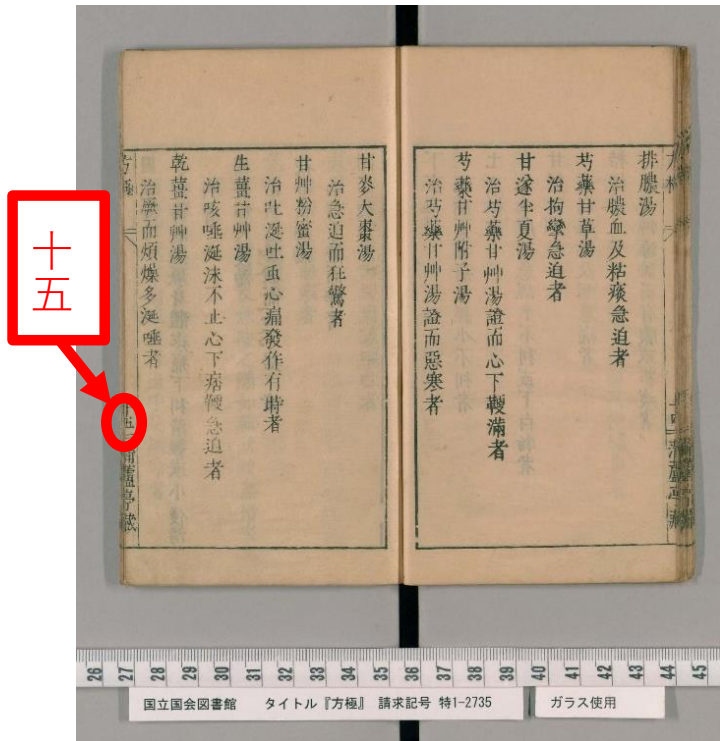 十五
排膿湯
治膿血及粘痰急迫者
芍藥甘草湯
治拘攣急迫者
甘遂半夏湯
治芍藥甘艸湯證而心下鞕滿者
芍藥甘艸附子湯
治芍藥甘艸湯證而惡寒者
甘麥大棗湯
治急迫而狂驚者
甘艸粉蜜湯
治吐涎吐虫心痛發作有時者
生薑甘艸湯
治咳唾涎沫不止心下痞鞕急迫者
乾薑甘艸湯
治厥而煩燥多涎唾者
26 27 28 29 30 31 32 33 34 35 36 37 38 39 40 41 42 43 44 45
国立国会図書館 タイトル『方極』 請求記号 特1-2735 ガラス使用